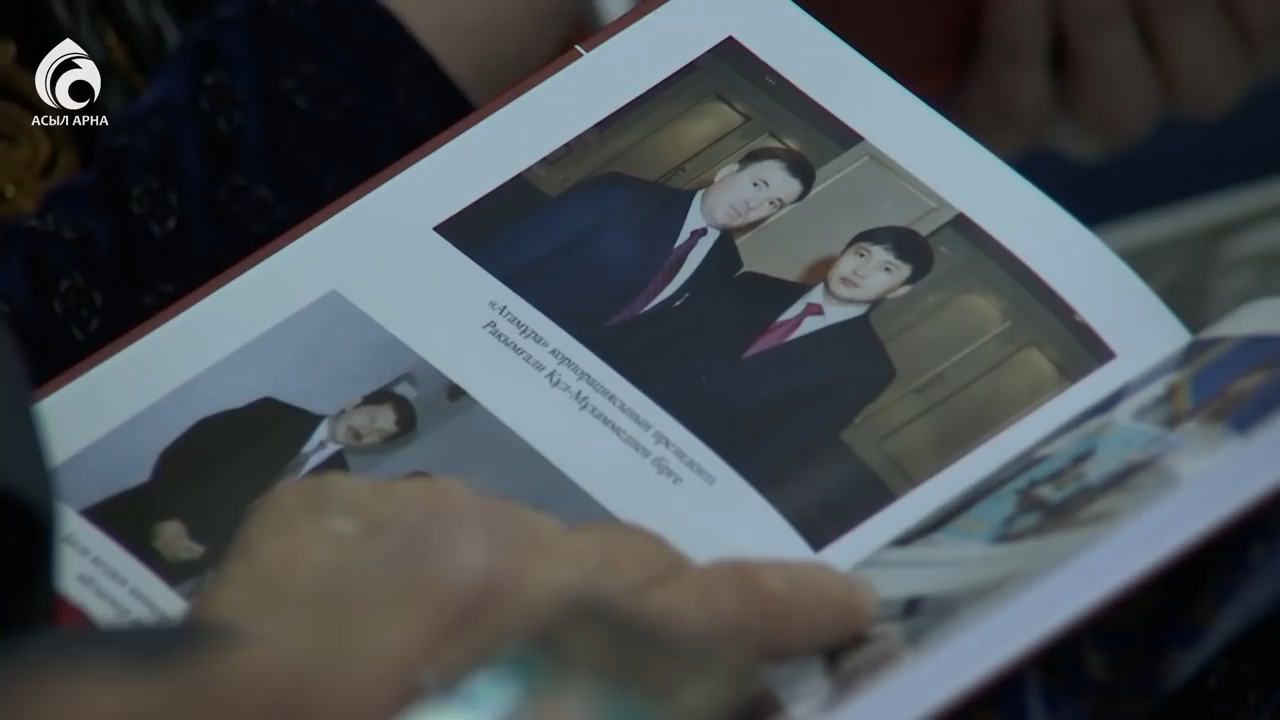 АСЫЛ АРНА
«Атамұра» корпорациясының президенті
Рақымғали Құл-Мұхаммедпен бірге